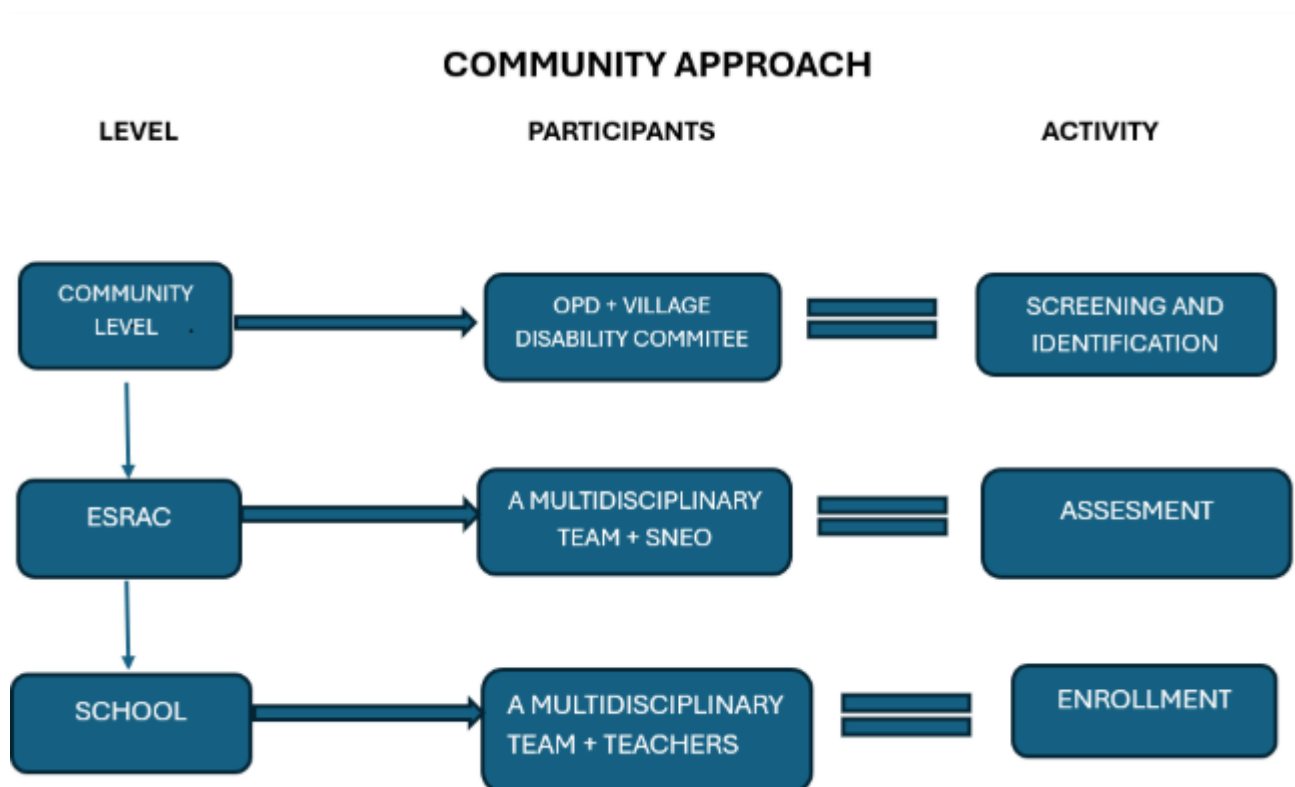 COMMUNITY APPROACH
LEVEL
PARTICIPANTS
ACTIVITY
COMMUNITY
LEVEL .
OPD + VILLAGE
DISABILITY COMMITEE
SCREENING AND
IDENTIFICATION
ESRAC
A MULTIDISCIPLINARY
TEAM + SNEO
ASSESMENT
SCHOOL
A MULTIDISCIPLINARY
TEAM + TEACHERS
ENROLLMENT